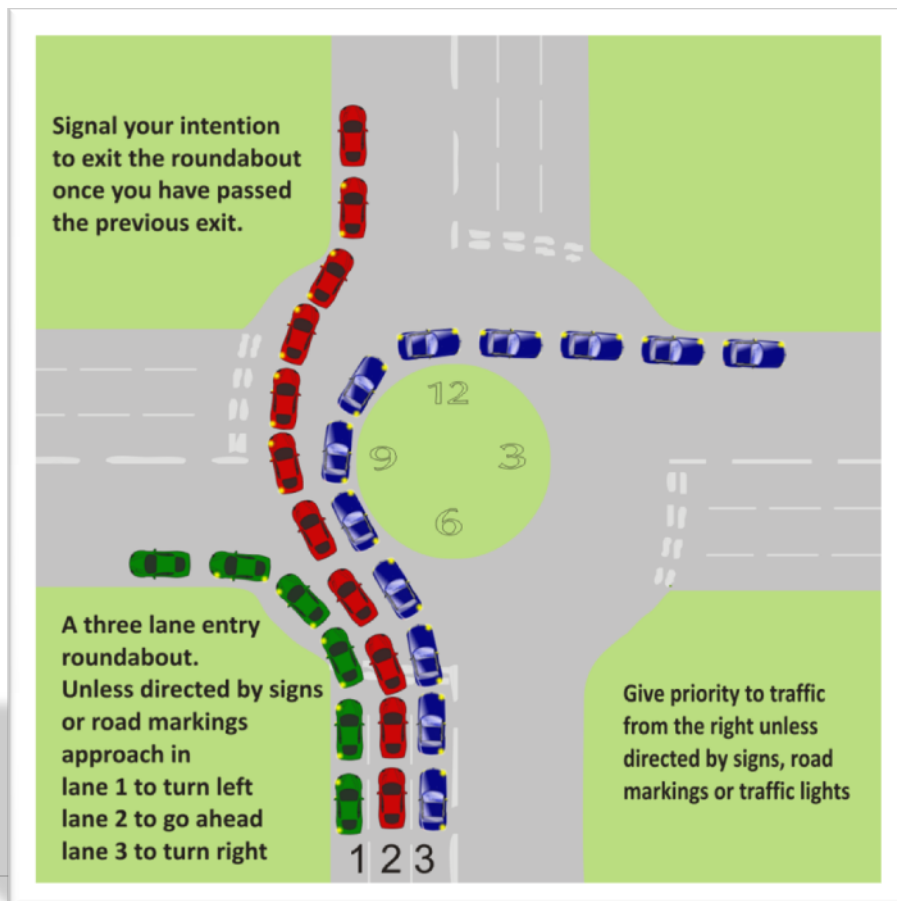 Signal your intention
to exit the roundabout
once you have passed
the previous exit.
12
9
3
6
A three lane entry
roundabout.
Unless directed by signs
or road markings
approach in
lane 1 to turn left
lane 2 to go ahead
lane 3 to turn right
Give priority to traffic
from the right unless
directed by signs, road
markings or traffic lights
1 2 3